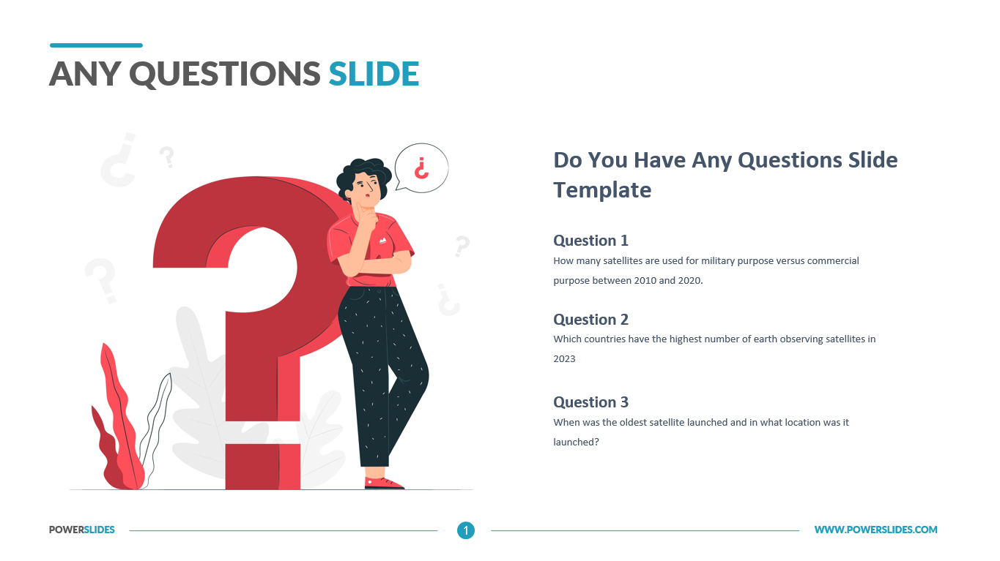 ANY QUESTIONS SLIDE
¿
?
¿
Do You Have Any Questions Slide
Template
Question 1
How many satellites are used for military purpose versus commercial
purpose between 2010 and 2020.
?
?
¿
?
Question 2
Which countries have the highest number of earth observing satellites in
2023
Question 3
When was the oldest satellite launched and in what location was it
launched?
POWERSLIDES
1
WWW.POWERSLIDES.COM